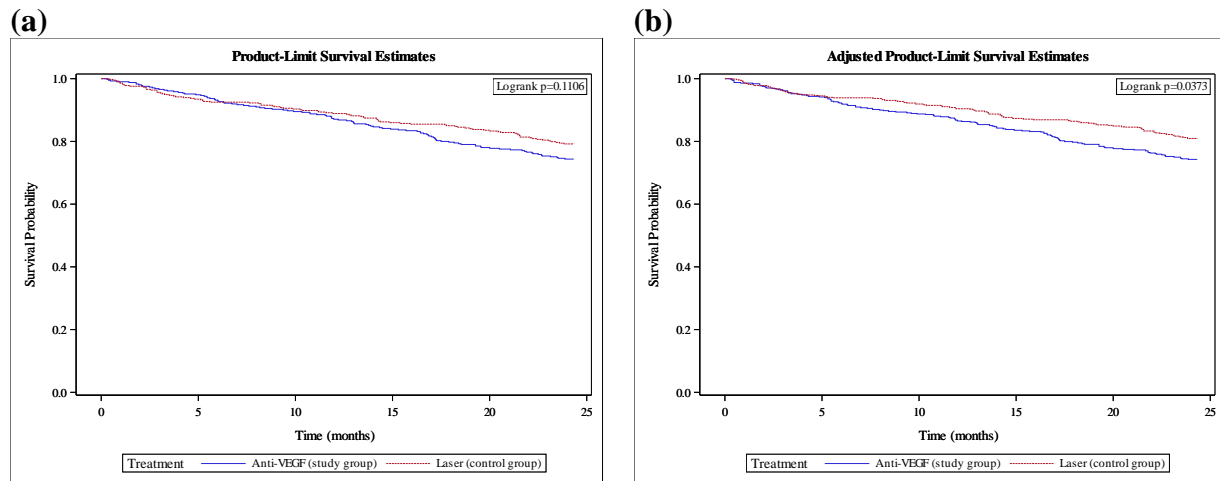 (a)
Product-Limit Survival Estimates
Logrank p=0.1106
1.0
0.8
0.6
0.4
0.2
0.0
Survival Probability
0 5 10 15 20 25
Time (months)
Treatment Anti-VEGF (study group) Laser (control group)
(b)
Adjusted Product-Limit Survival Estimates
Logrank p=0.0373
1.0
0.8
0.6
0.4
0.2
0.0
Survival Probability
0 5 10 15 20 25
Time (months)
Treatment Anti-VEGF (study group) Laser (control group)